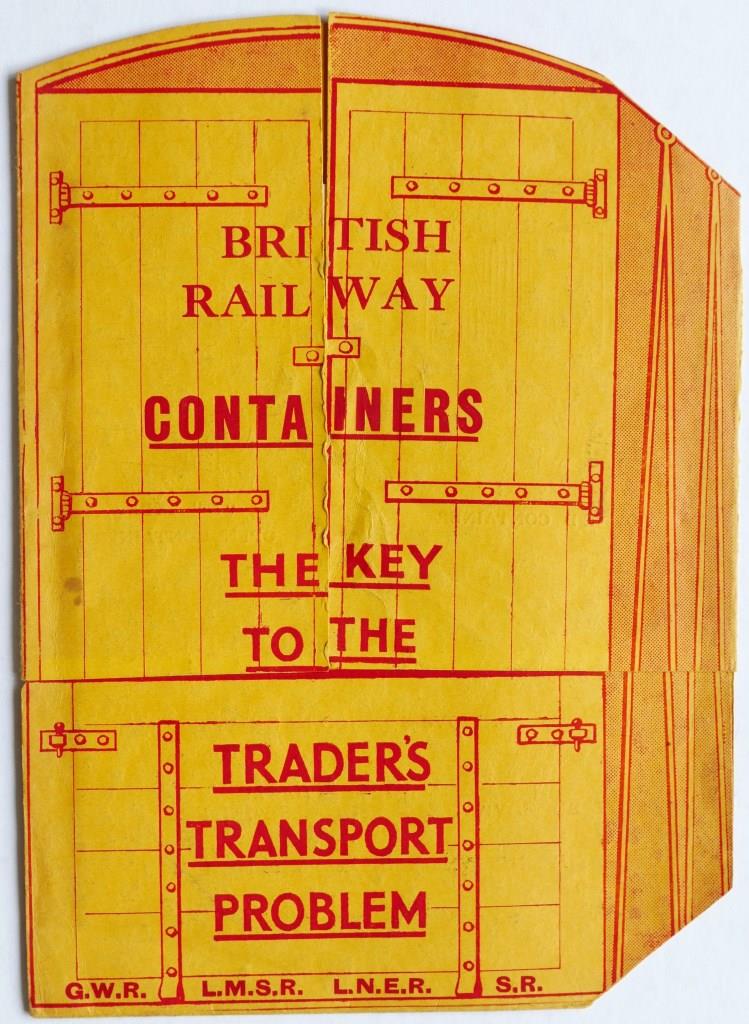 BRITISH
RAILWAY
CONTAINERS
THE KEY
TO THE
TRADER'S
TRANSPORT
PROBLEM
G.W.R. L.M.S.R. L.N.E.R. S.R.